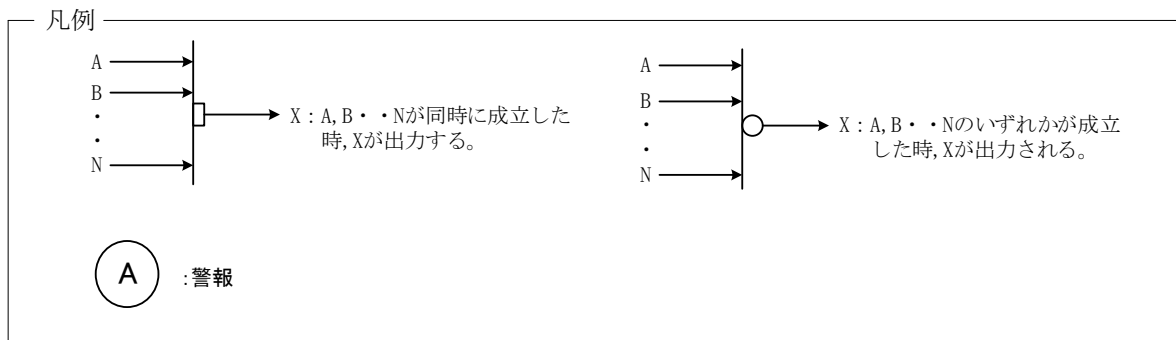 凡例
A
B
・
・
N
X：A,B・・Nが同時に成立した
時,Xが出力する。
A
B
・
・
N
X：A,B・・Nのいずれかが成立
した時,Xが出力される。
A
:警報